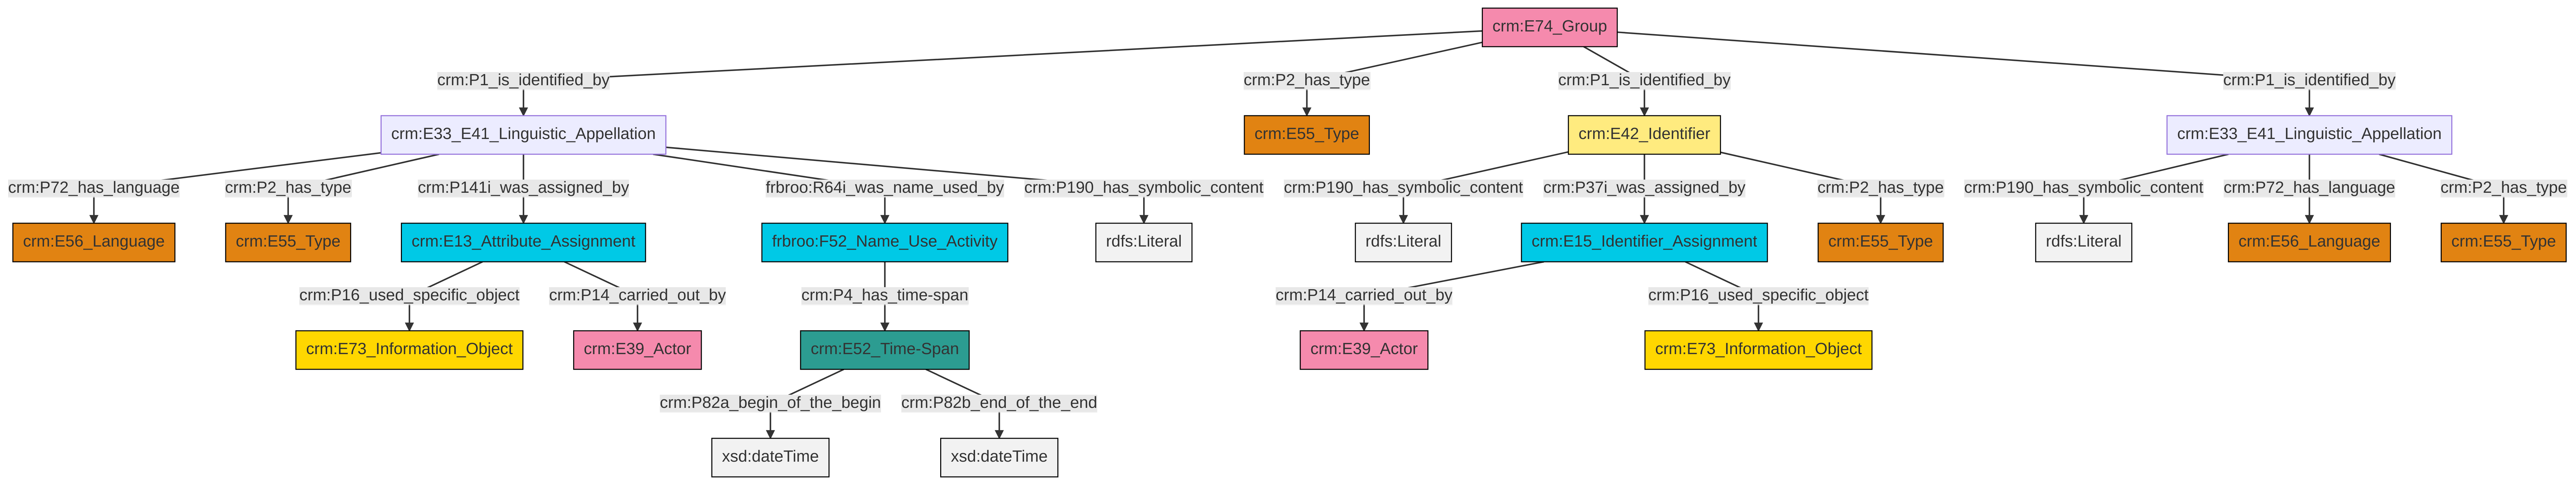 crm:E74_Group
crm:P1_is_identified_by
crm:P2_has_type
crm:P1_is_identified_by
crm:P1_is_identified_by
crm:E33_E41_Linguistic_Appellation
crm:E55_Type
crm:E42_Identifier
crm:E33_E41_Linguistic_Appellation
crm:P72_has_language
crm:P2_has_type
crm:P141i_was_assigned_by
frbroo:R64i_was_name_used_by
crm:P190_has_symbolic_content
crm:P190_has_symbolic_content
crm:P37i_was_assigned_by
crm:P2_has_type
crm:P190_has_symbolic_content
crm:P72_has_language
crm:P2_has_type
crm:E56_Language
crm:E55_Type
crm:E13_Attribute_Assignment
frbroo:F52_Name_Use_Activity
rdfs:Literal
rdfs:Literal
crm:E15_Identifier_Assignment
crm:E55_Type
rdfs:Literal
crm:E56_Language
crm:E55_Type
crm:P16_used_specific_object
crm:P14_carried_out_by
crm:P4_has_time-span
crm:P14_carried_out_by
crm:P16_used_specific_object
crm:E73_Information_Object
crm:E39_Actor
crm:E52_Time-Span
crm:E39_Actor
crm:E73_Information_Object
crm:P82a_begin_of_the_begin
crm:P82b_end_of_the_end
xsd:dateTime
xsd:dateTime